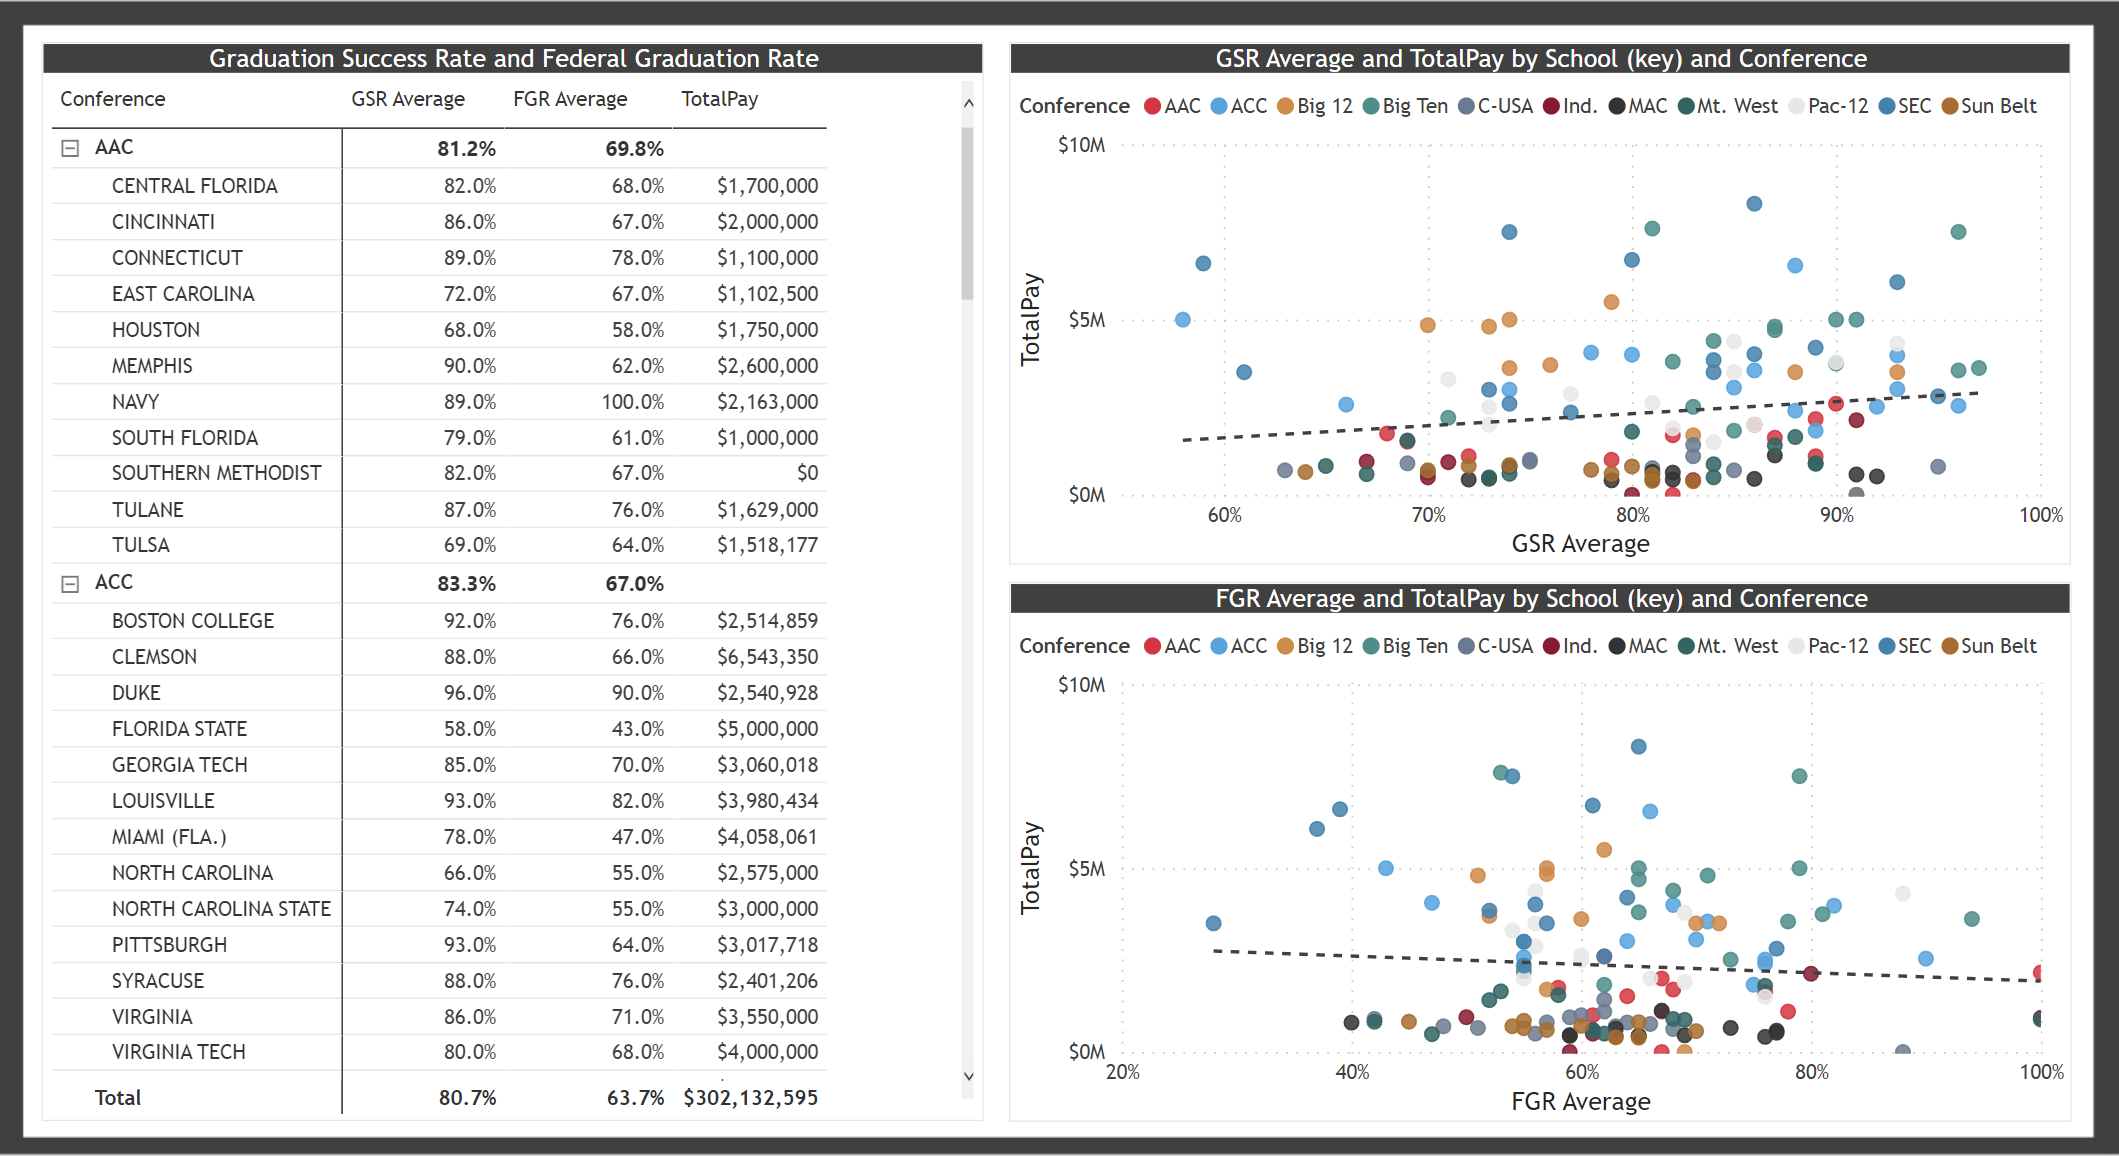 Graduation Success Rate and Federal Graduation Rate
Conference GSR Average FGR Average TotalPay
AAC 81.2% 69.8%
CENTRAL FLORIDA 82.0% 68.0% $1,700,000
CINCINNATI 86.0% 67.0% $2,000,000
CONNECTICUT 89.0% 78.0% $1,100,000
EAST CAROLINA 72.0% 67.0% $1,102,500
HOUSTON 68.0% 58.0% $1,750,000
MEMPHIS 90.0% 62.0% $2,600,000
NAVY 89.0% 100.0% $2,163,000
SOUTH FLORIDA 79.0% 61.0% $1,000,000
SOUTHERN METHODIST 82.0% 67.0% $0
TULANE 87.0% 76.0% $1,629,000
TULSA 69.0% 64.0% $1,518,177
ACC 83.3% 67.0%
BOSTON COLLEGE 92.0% 76.0% $2,514,859
CLEMSON 88.0% 66.0% $6,543,350
DUKE 96.0% 90.0% $2,540,928
FLORIDA STATE 58.0% 43.0% $5,000,000
GEORGIA TECH 85.0% 70.0% $3,060,018
LOUISVILLE 93.0% 82.0% $3,980,434
MIAMI (FLA.) 78.0% 47.0% $4,058,061
NORTH CAROLINA 66.0% 55.0% $2,575,000
NORTH CAROLINA STATE 74.0% 55.0% $3,000,000
PITTSBURGH 93.0% 64.0% $3,017,718
SYRACUSE 88.0% 76.0% $2,401,206
VIRGINIA 86.0% 71.0% $3,550,000
VIRGINIA TECH 80.0% 68.0% $4,000,000
Total 80.7% 63.7% $302,132,595
GSR Average and TotalPay by School (key) and Conference
Conference AAC ACC Big 12 Big Ten C-USA Ind. MAC Mt. West Pac-12 SEC Sun Belt
$10M
$5M
$0M
TotalPay
60% 70% 80% 90% 100%
GSR Average
FGR Average and TotalPay by School (key) and Conference
Conference AAC ACC Big 12 Big Ten C-USA Ind. MAC Mt. West Pac-12 SEC Sun Belt
$10M
$5M
$0M
TotalPay
20% 40% 60% 80% 100%
FGR Average